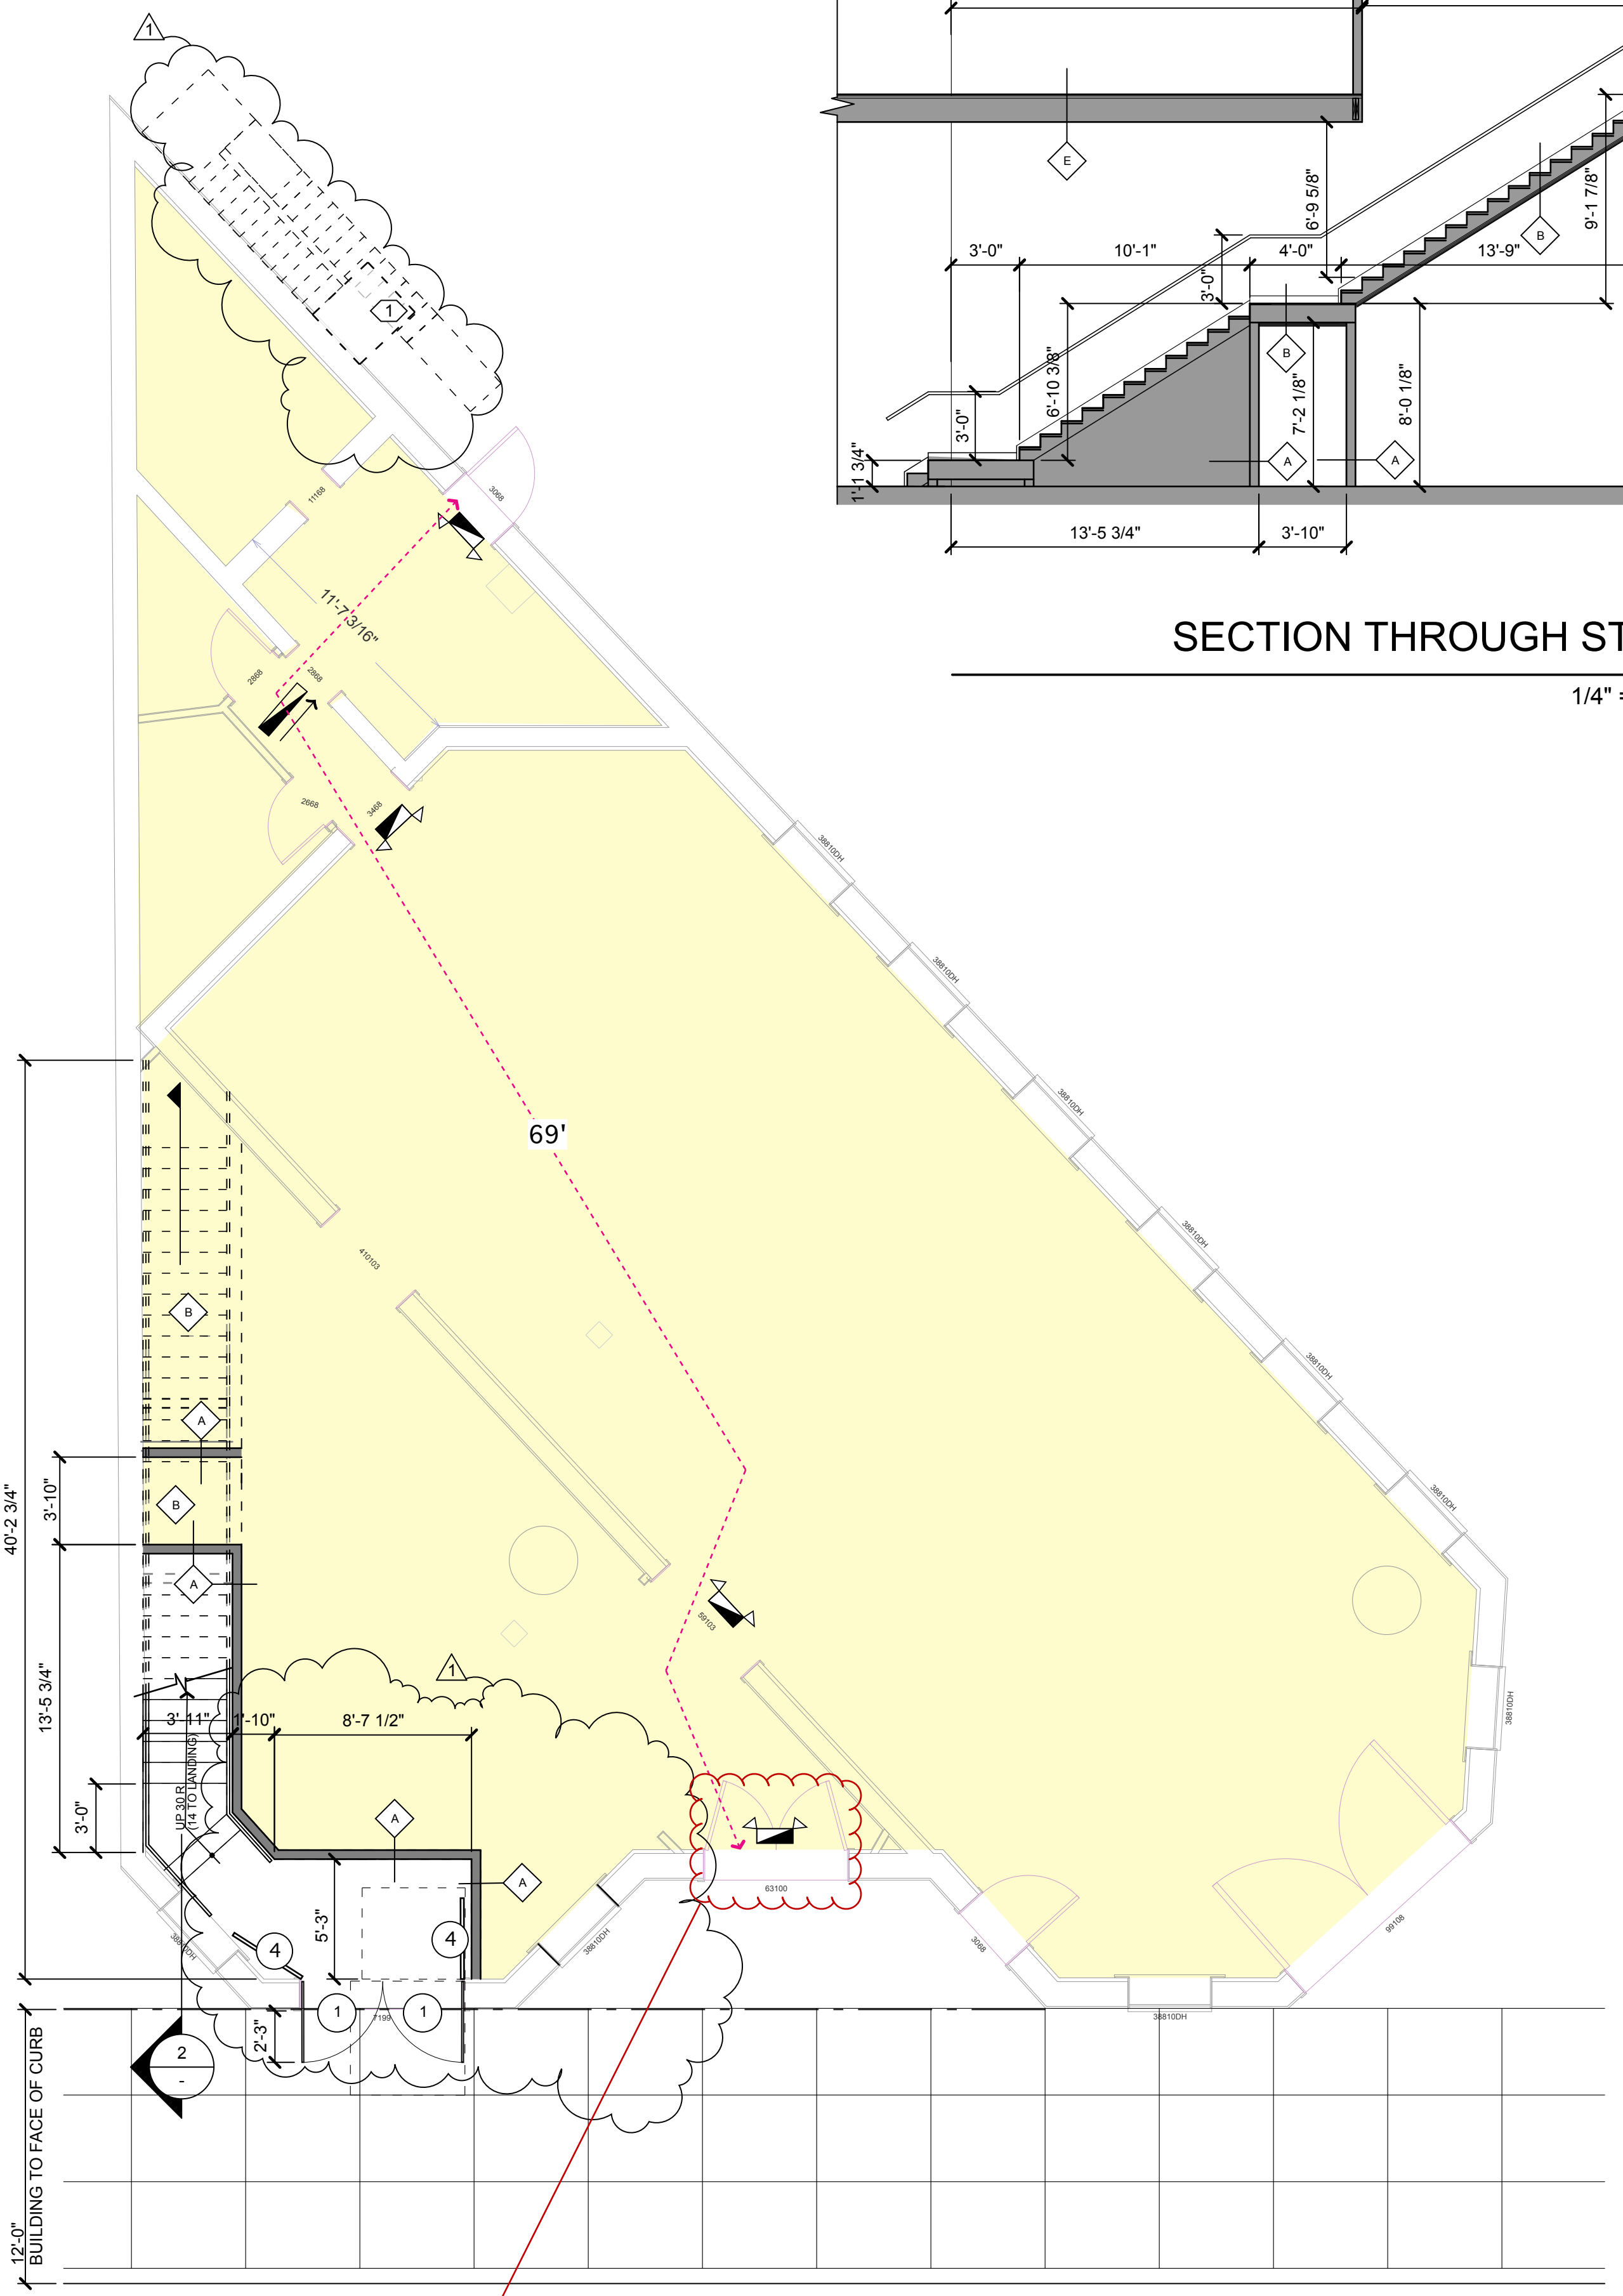 1
1
11168
3068
11'-7 3/16"
2868
2868
2668
3468
38810DH
38810DH
38810DH
38810DH
38810DH
38810DH
69'
410103
B
A
B
A
40'-2 3/4"
3'-10"
13'-5 3/4"
3'-0"
3'-11"
1'-10"
8'-7 1/2"
1
UP 30 R
(14 TO LANDING)
59103
A
A
5'-3"
4
4
1
1
7199
2'-3"
38810DH
38810DH
63100
3068
99108
38810DH
38810DH
2
-
12'-0"
BUILDING TO FACE OF CURB
E
6'-9 5/8"
B
9'-1 7/8"
3'-0"
10'-1"
4'-0"
13'-9"
3'-0"
6'-10 3/8"
B
7'-2 1/8"
8'-0 1/8"
3'-0"
1'-1 3/4"
A
A
13'-5 3/4"
3'-10"
SECTION THROUGH ST
1/4" =